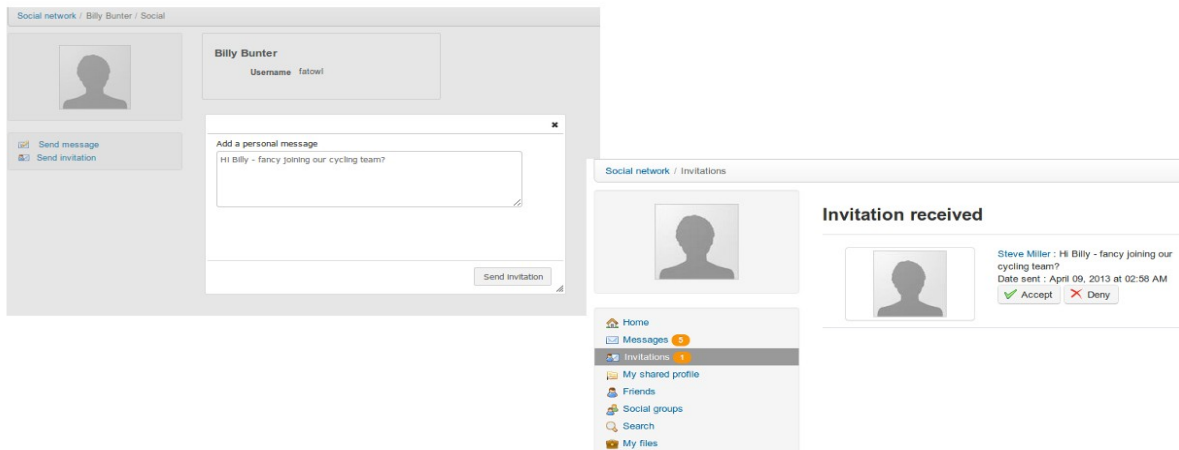 Social network / Billy Bunter / Social
Billy Bunter
Username fatowl
Send message
Send invitation
Add a personal message
HI Billy - fancy joining our cycling team?
Send invitation
Social network / Invitations
Invitation received
Steve Miller : Hi Billy - fancy joining our
cycling team?
Date sent : April 09, 2013 at 02:58 AM
Accept Deny
Home
Messages 5
Invitations 1
My shared profile
Friends
Social groups
Search
My files